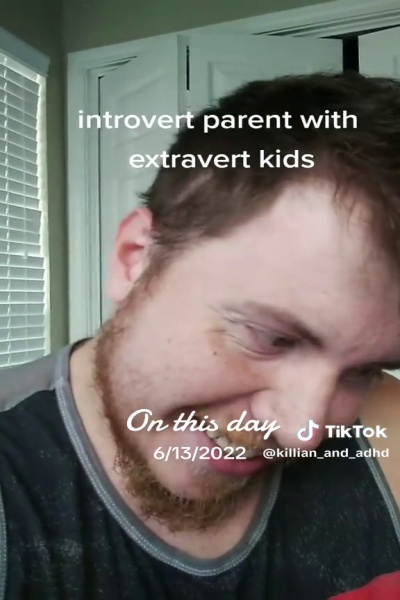 introvert parent with
extravert kids
On this day
TikTok
6/13/2022
@killian_and_adhd